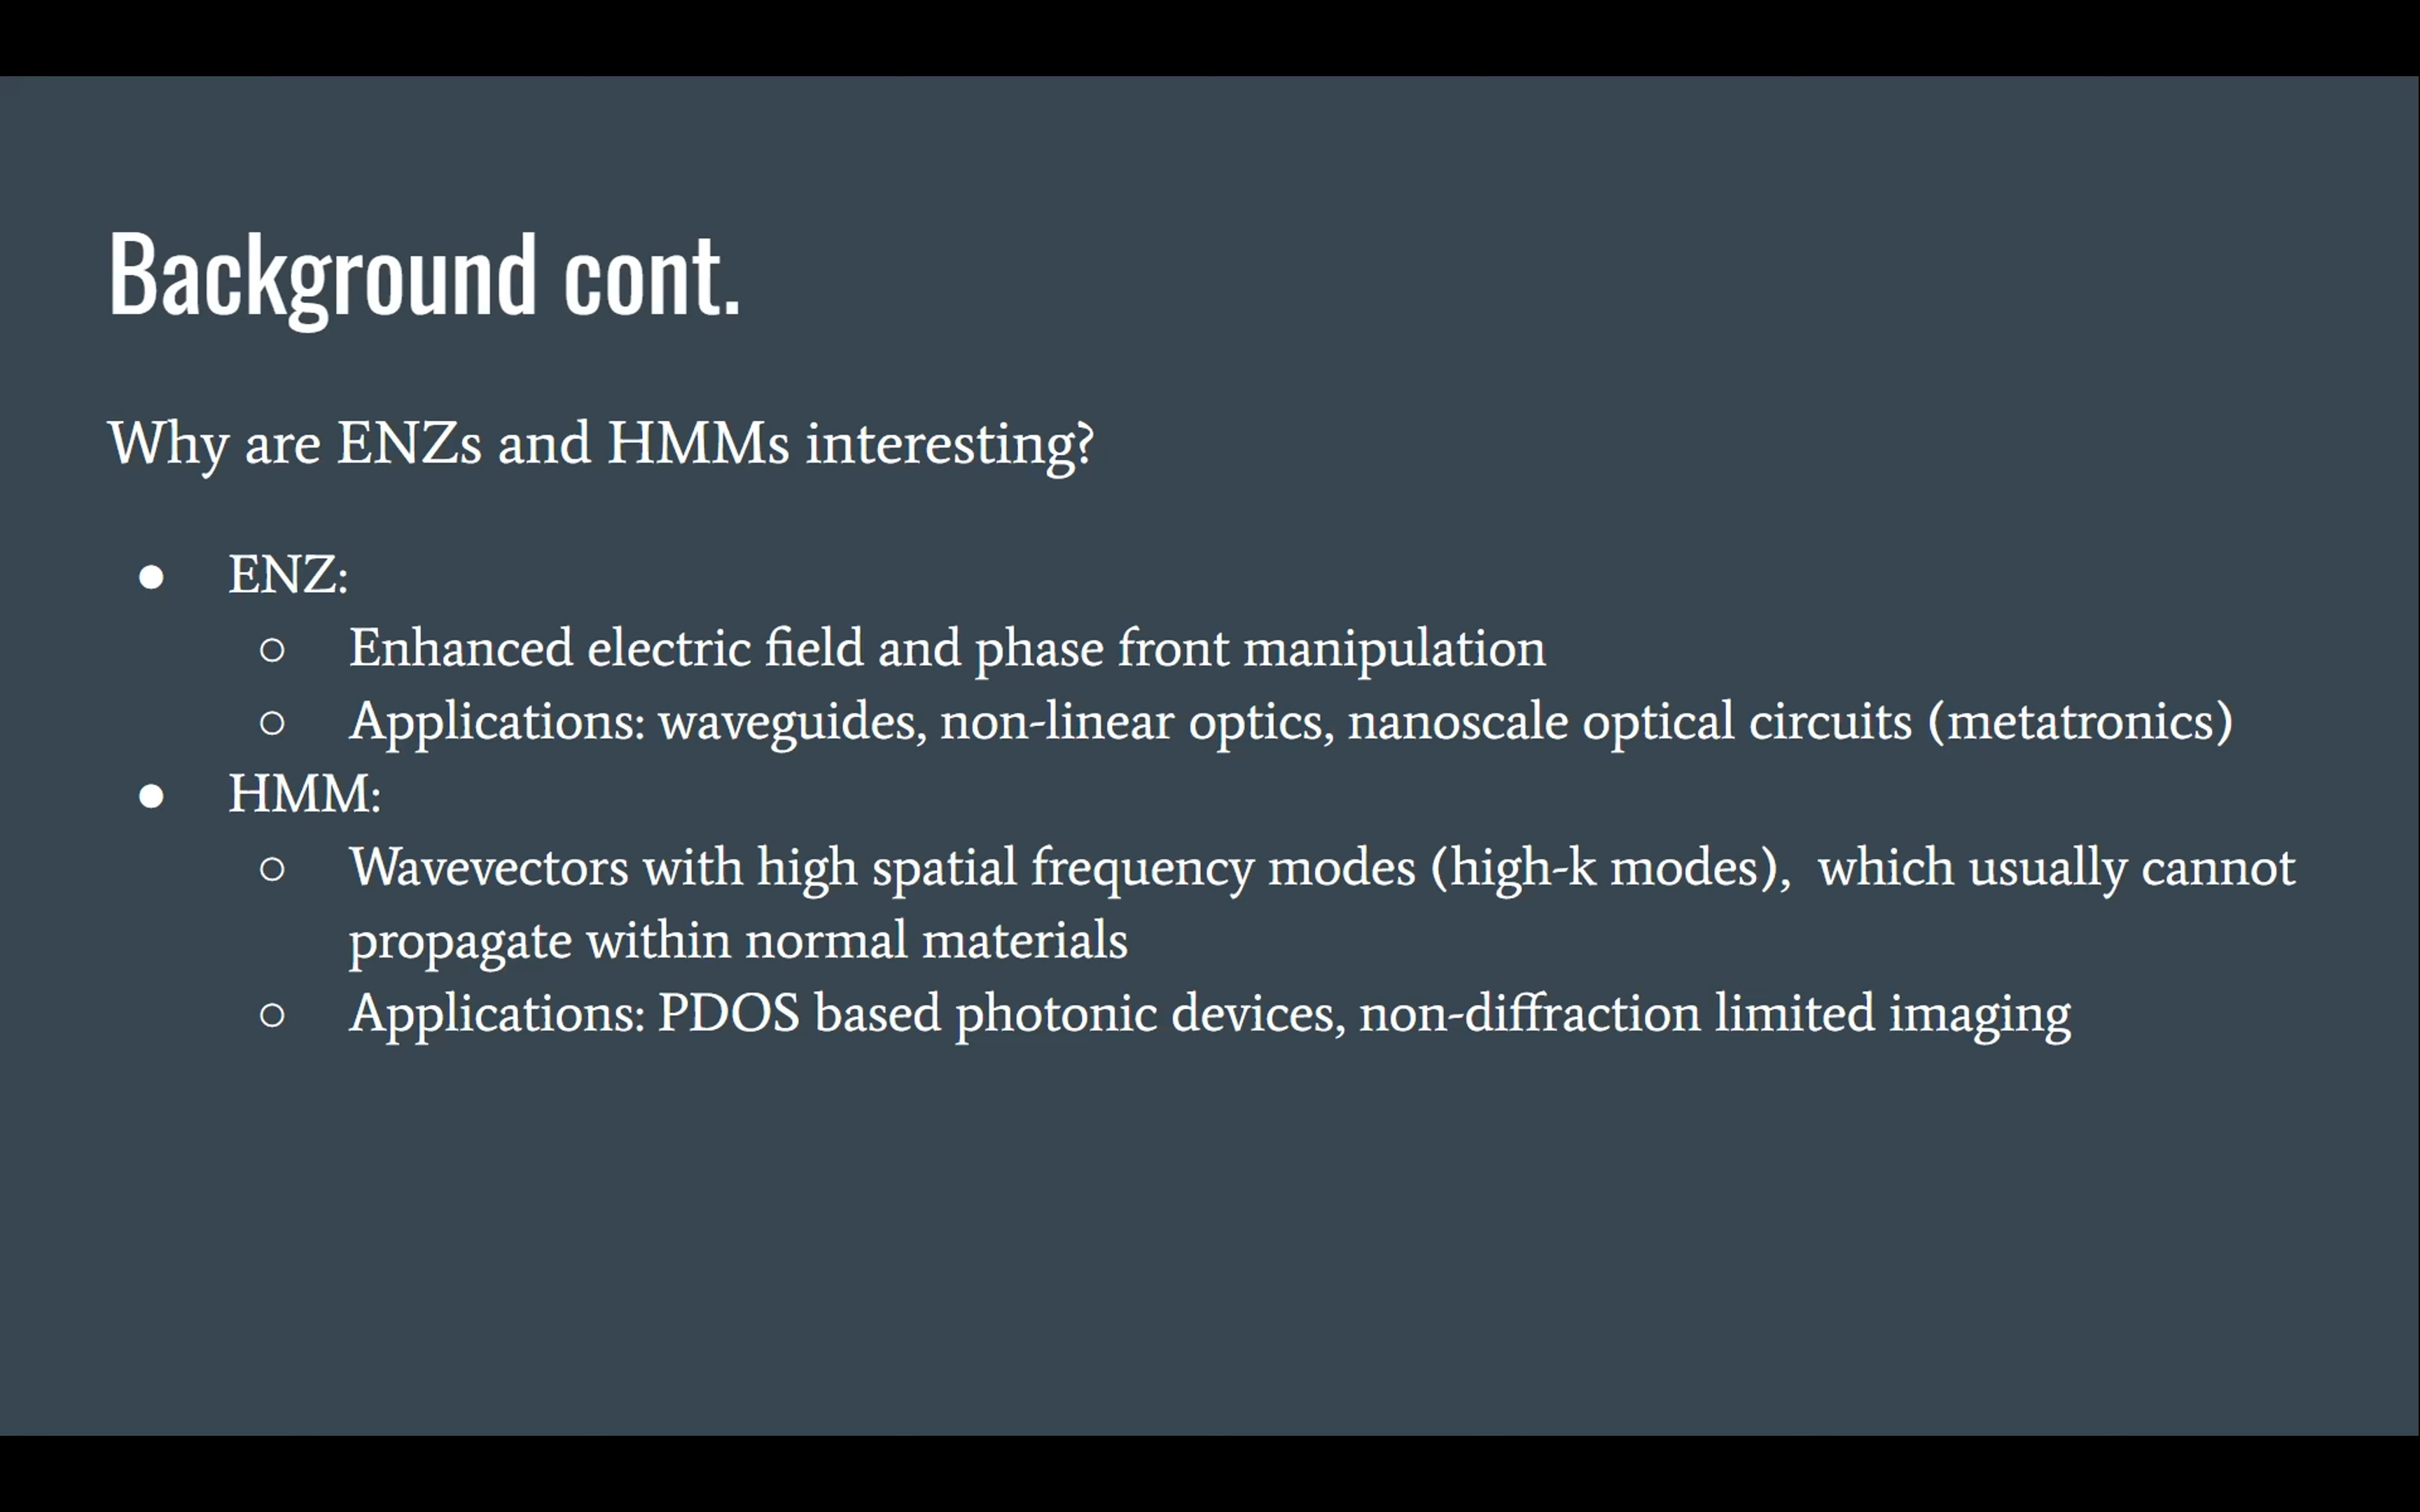 Background cont.
Why are ENZs and HMMs interesting?
● ENZ:
○ Enhanced electric field and phase front manipulation
○ Applications: waveguides, non-linear optics, nanoscale optical circuits (metatronics)
● HMM:
○ Wavevectors with high spatial frequency modes (high-k modes),  which usually cannot
propagate within normal materials
○ Applications: PDOS based photonic devices, non-diffraction limited imaging